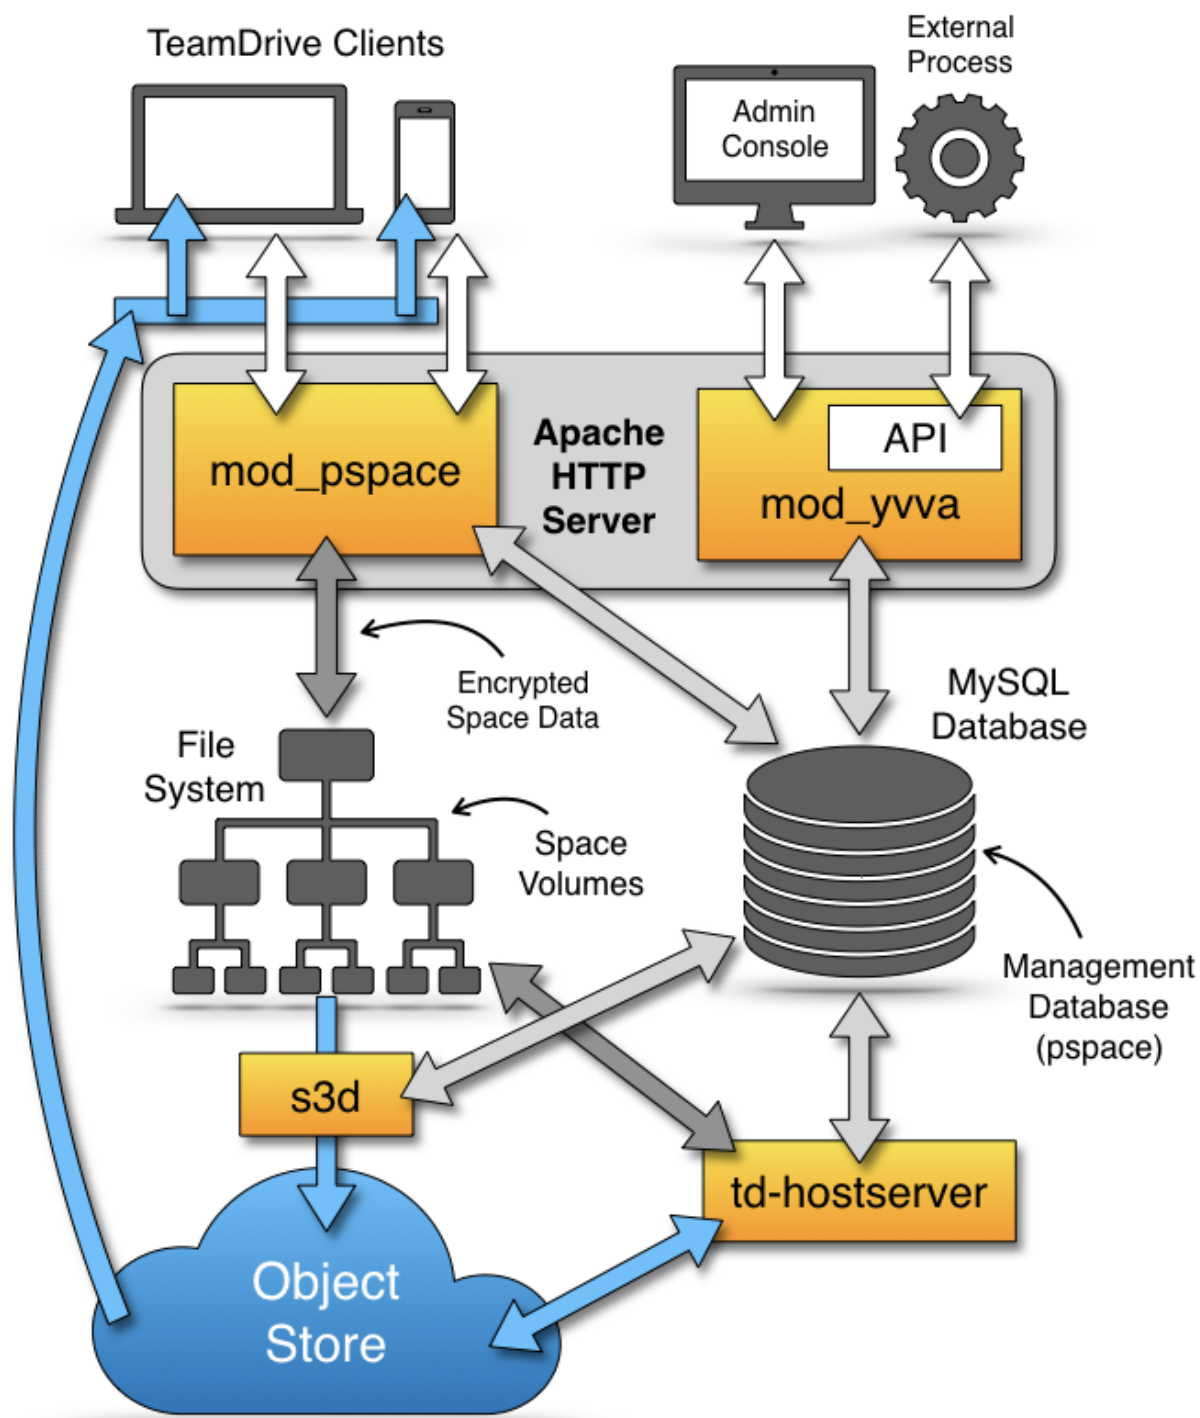 TeamDrive Clients
External
Process
Admin
Console
mod_pspace
Apache
HTTP
Server
API
mod_yvva
Encrypted
Space Data
MySQL
Database
File
System
Space
Volumes
Management
Database
(pspace)
s3d
td-hostserver
Object
Store